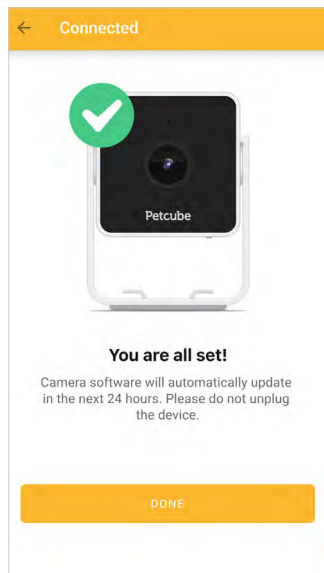 Connected
Petcube
You are all set!
Camera software will automatically update
in the next 24 hours. Please do not unplug
the device.
DONE